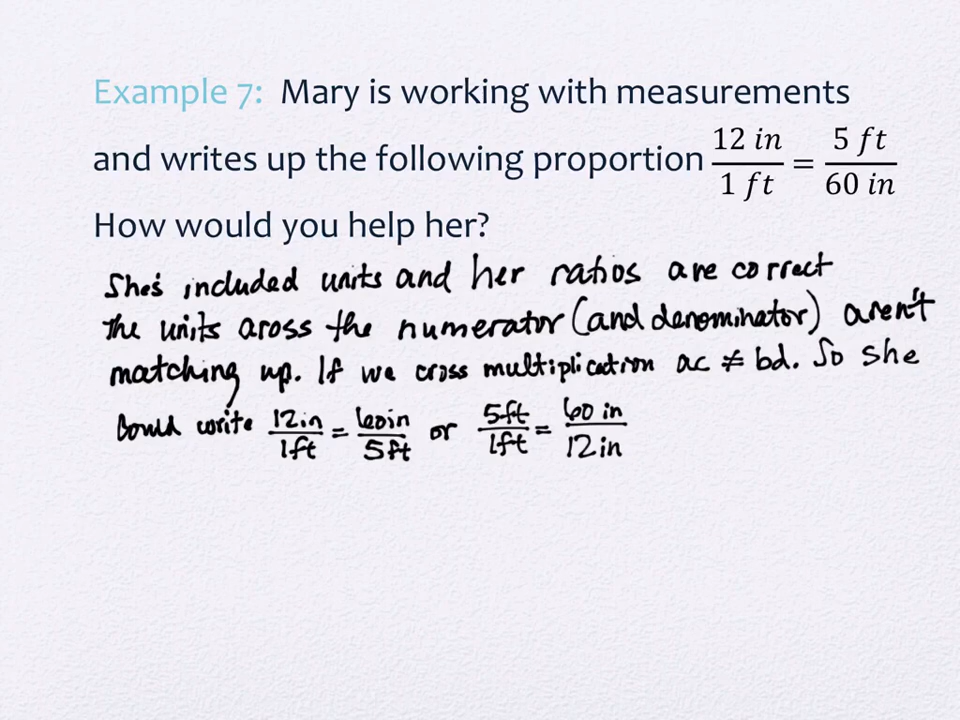 Example 7: Mary is working with measurements
and writes up the following proportion 12 in / 1 ft = 5 ft / 60 in
How would you help her?
She's included units and her ratios are correct
the units aross the numerator (and denominator) aren't
matching up. If we cross multiplication ac ≠ bd. So she
could write 12in / 1ft = 60in / 5ft or 5ft / 1ft = 60 in / 12 in